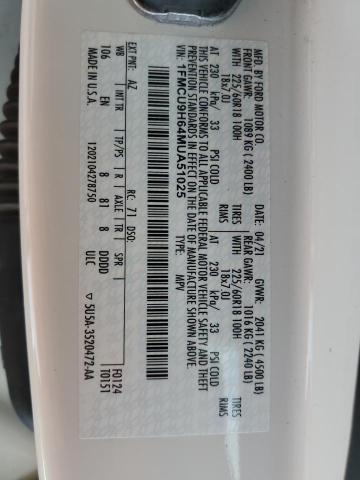 MFD. BY FORD MOTOR CO.
DATE: 04/21 GVWR: 2041 KG ( 4500 LB)
FRONT GAWR: 1089 KG ( 2400 LB) REAR GAWR: 1016 KG ( 2240 LB)
WITH 225/60R18 100H TIRES WITH 225/60R18 100H TIRES
18x7.0J RIMS 18x7.0J RIMS
AT 230 kPa/ 33 PSI COLD AT 230 kPa/ 33 PSI COLD
THIS VEHICLE CONFORMS TO ALL APPLICABLE FEDERAL MOTOR VEHICLE SAFETY AND THEFT
PREVENTION STANDARDS IN EFFECT ON THE DATE OF MANUFACTURE SHOWN ABOVE.
VIN: 1FMCU9H64MUA51025 TYPE: MPV
EXT PNT: AZ RC: 71 DSO: F0124
T0151
WB INT TR TP/PS R AXLE TR SPR
106 EN 8 81 8 DDDD
ULC
MADE IN U.S.A. 1202104278750 5U5A-3520472-AA